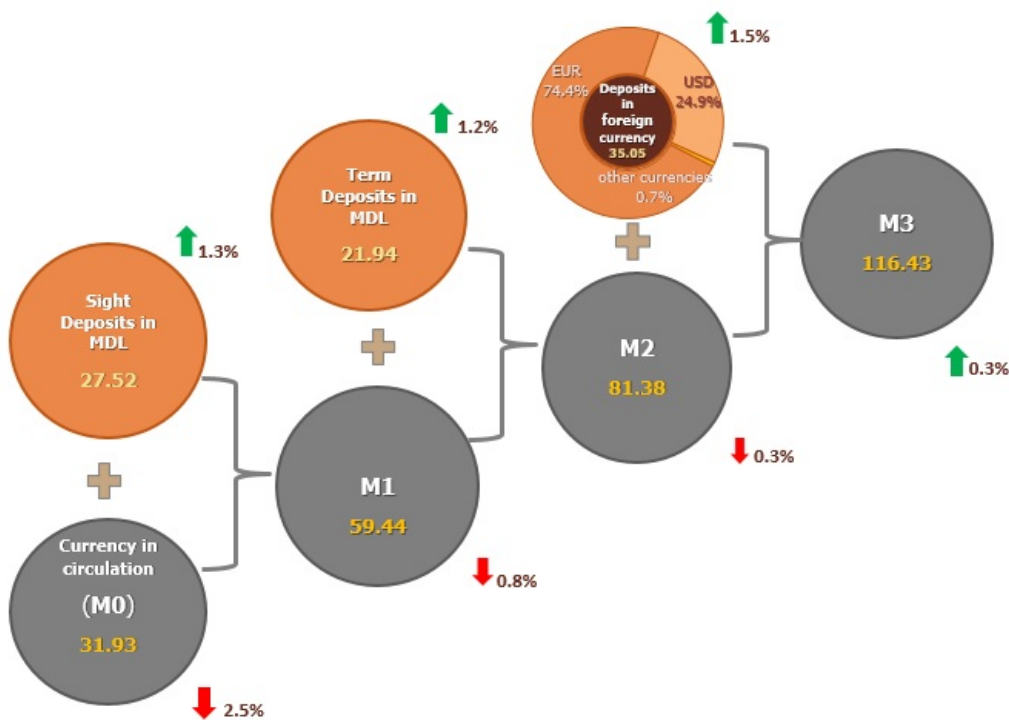 Sight
Deposits in
MDL
27.52
1.3%
Currency in
circulation
(M0)
31.93
2.5%
Term
Deposits in
MDL
21.94
1.2%
M1
59.44
0.8%
EUR
74.4%
USD
24.9%
Deposits
in
foreign
currency
35.05
other currencies
0.7%
1.5%
M2
81.38
0.3%
M3
116.43
0.3%